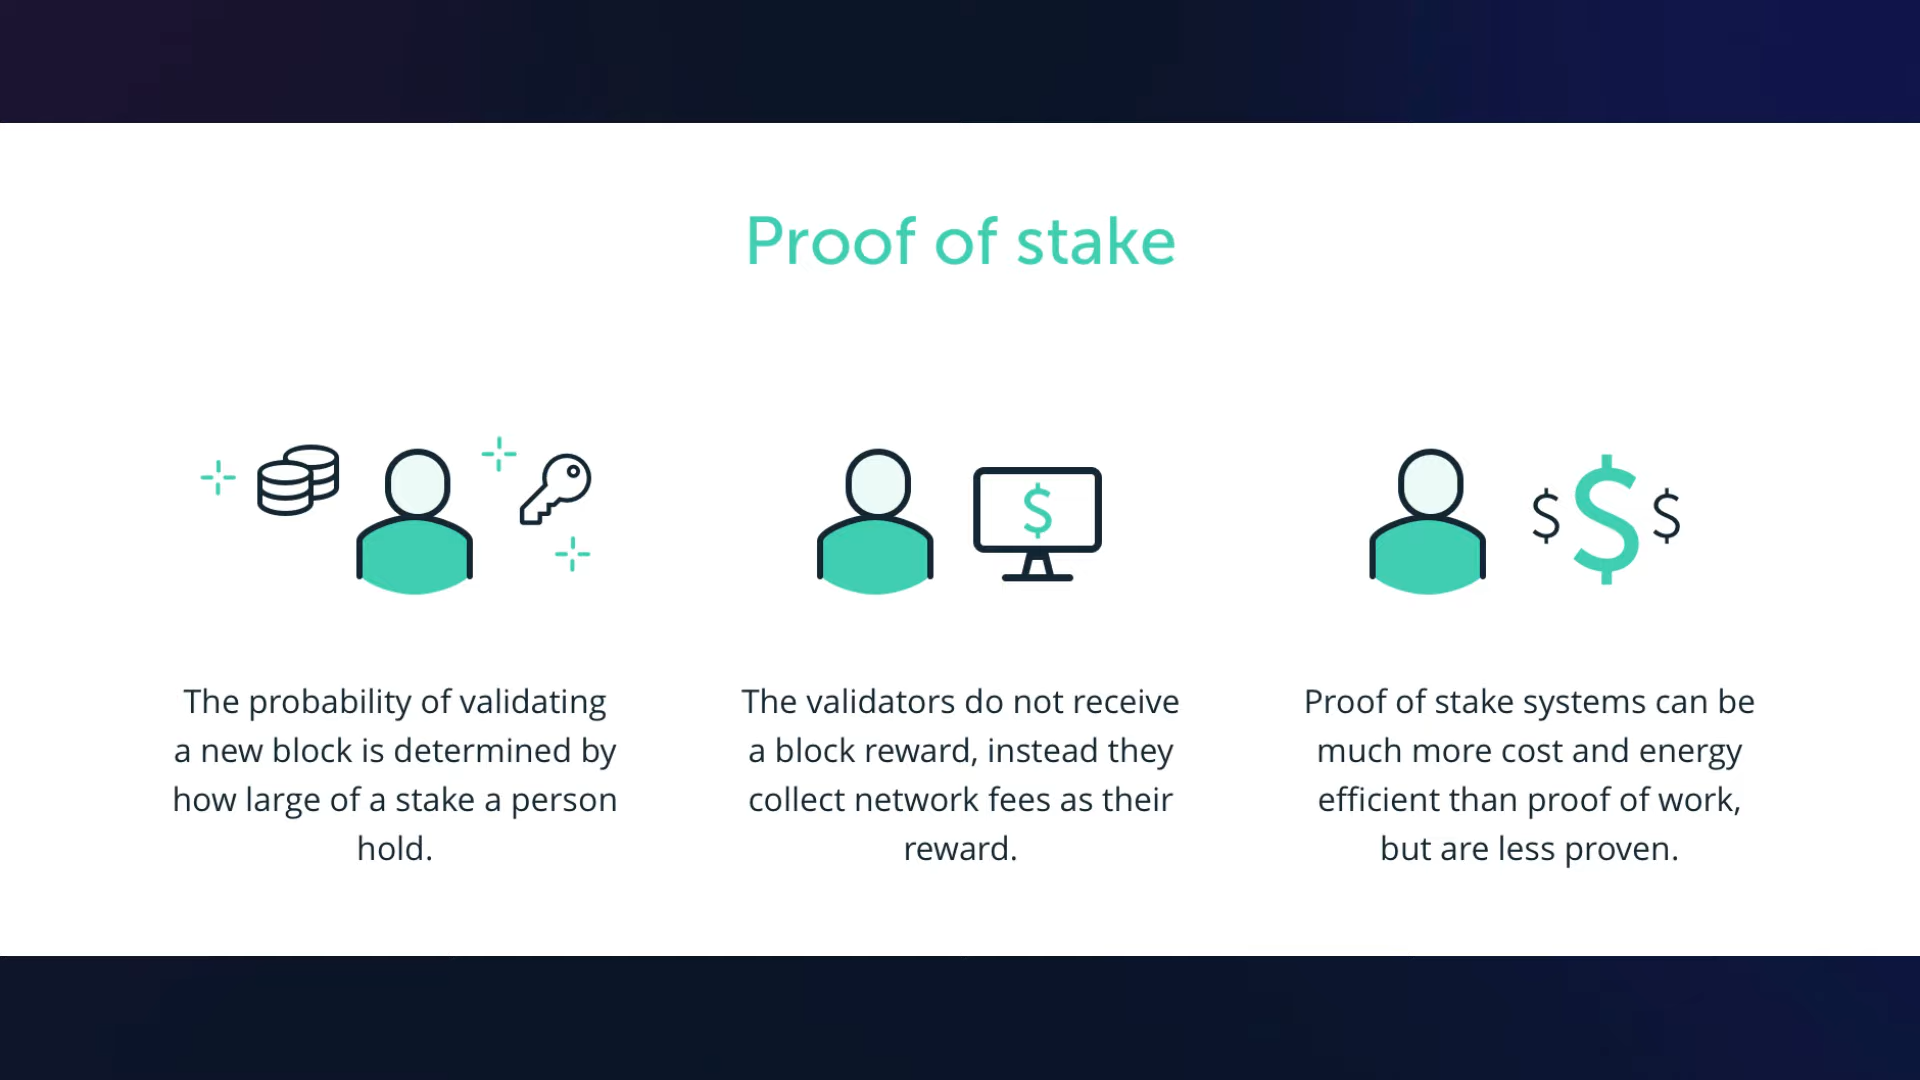 Proof of stake
The probability of validating
a new block is determined by
how large of a stake a person
hold.
The validators do not receive
a block reward, instead they
collect network fees as their
reward.
Proof of stake systems can be
much more cost and energy
efficient than proof of work,
but are less proven.